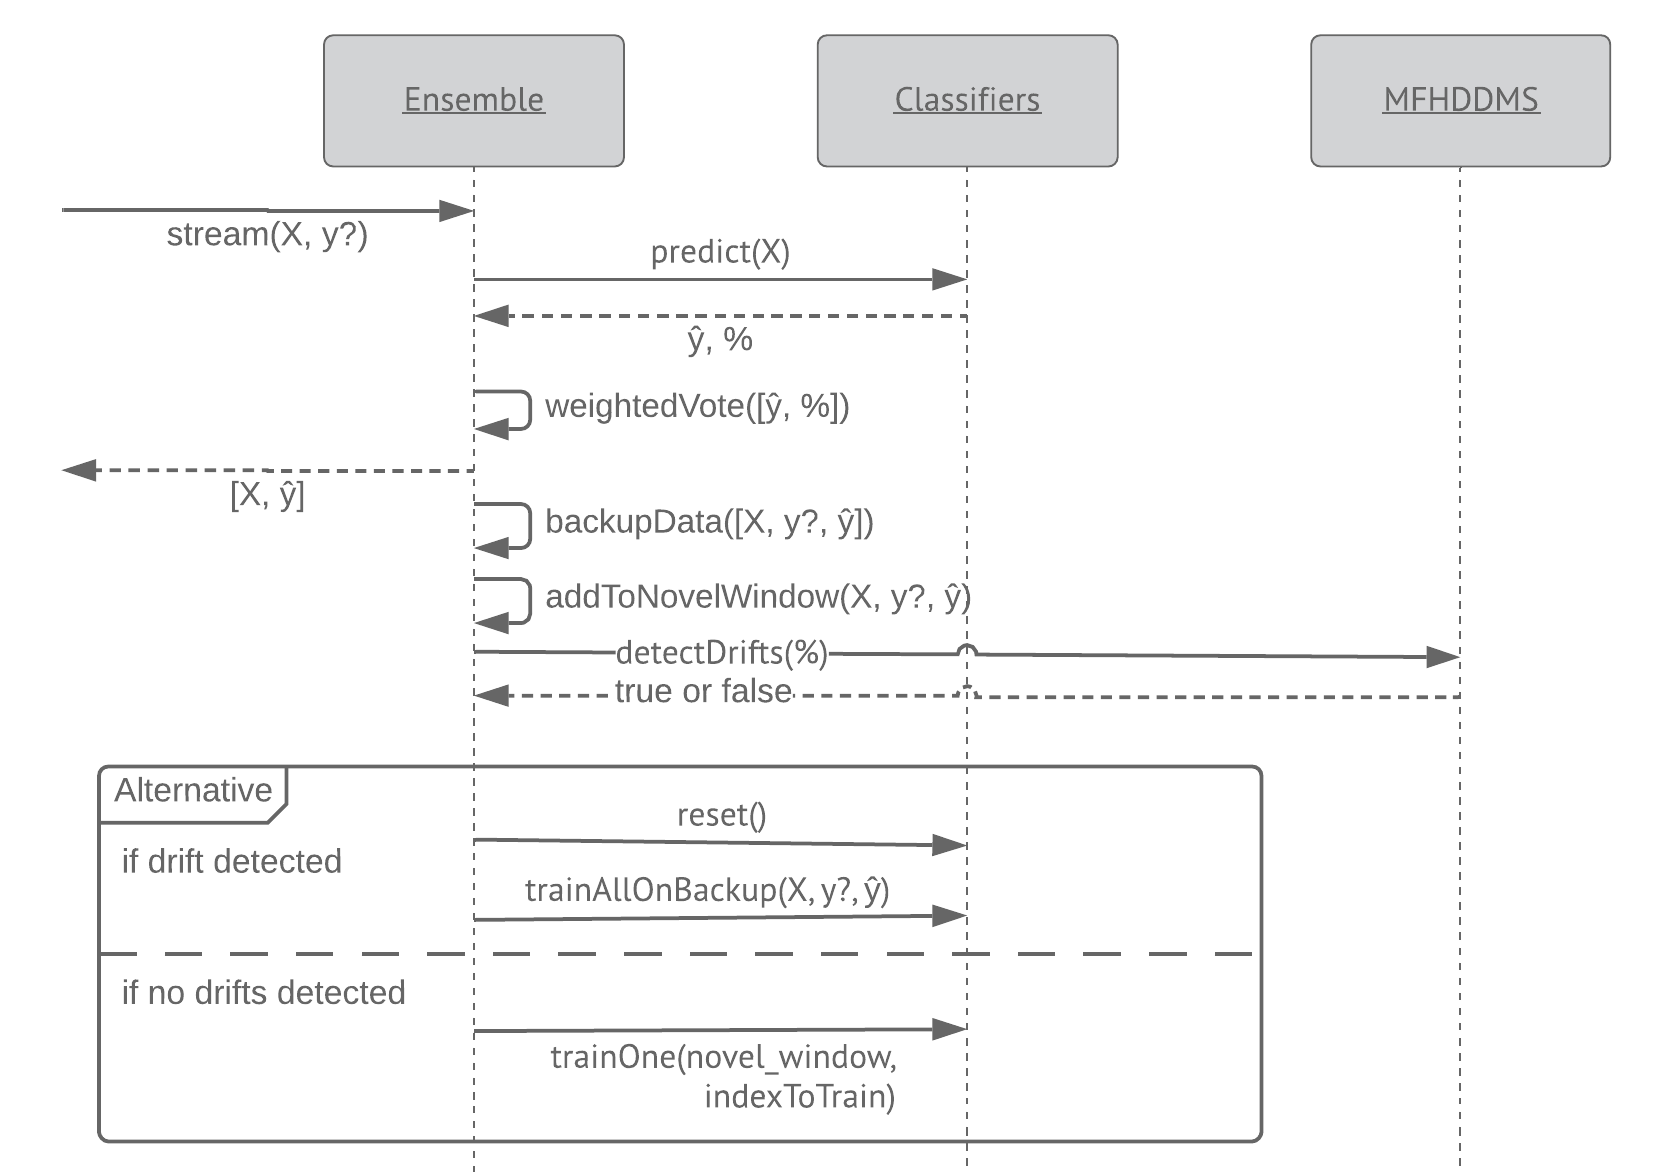 Ensemble
Classifiers
MFHDDMS
stream(X, y?)
predict(X)
ŷ, %
weightedVote([ŷ, %])
[X, ŷ]
backupData([X, y?, ŷ])
addToNovelWindow(X, y?, ŷ)
detectDrifts(%)
true or false
Alternative
reset()
if drift detected
trainAllOnBackup(X, y?, ŷ)
if no drifts detected
trainOne(novel_window,
indexToTrain)